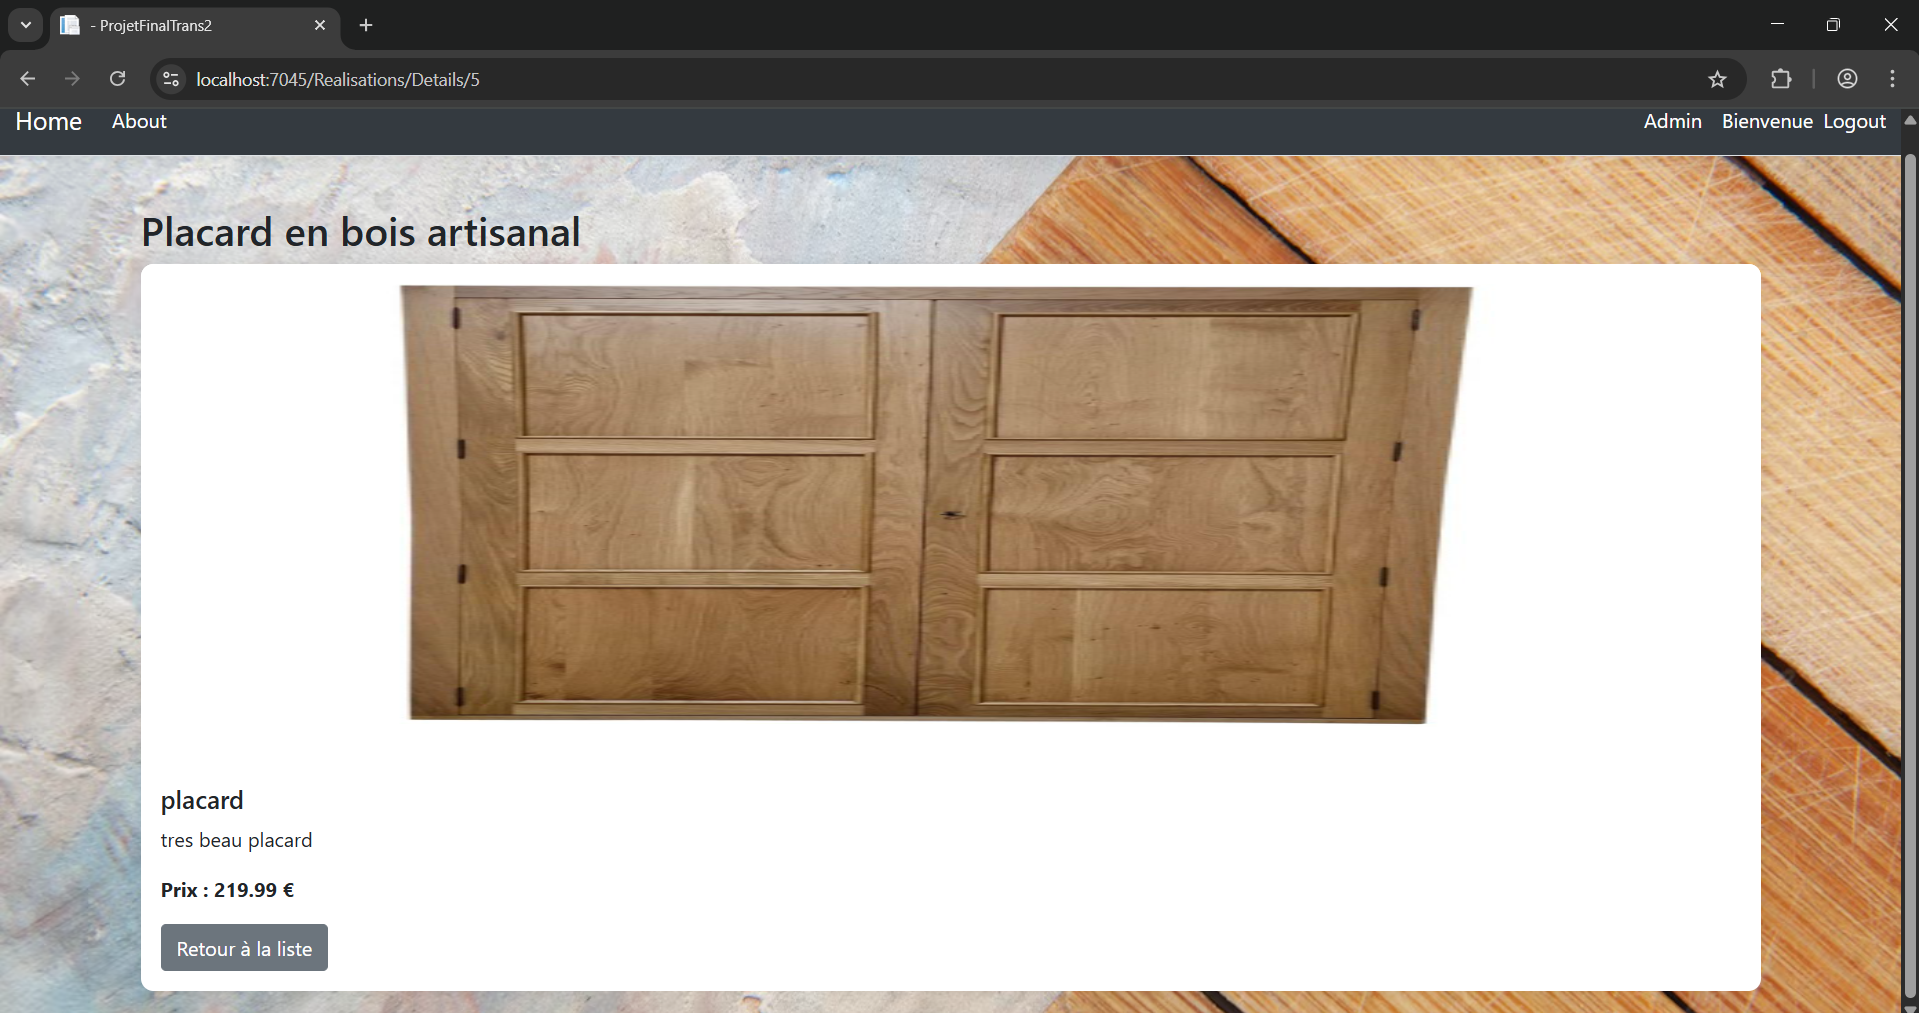 - ProjetFinalTrans2
localhost:7045/Realisations/Details/5
Home About Admin Bienvenue Logout
Placard en bois artisanal
placard
tres beau placard
Prix : 219.99 €
Retour à la liste